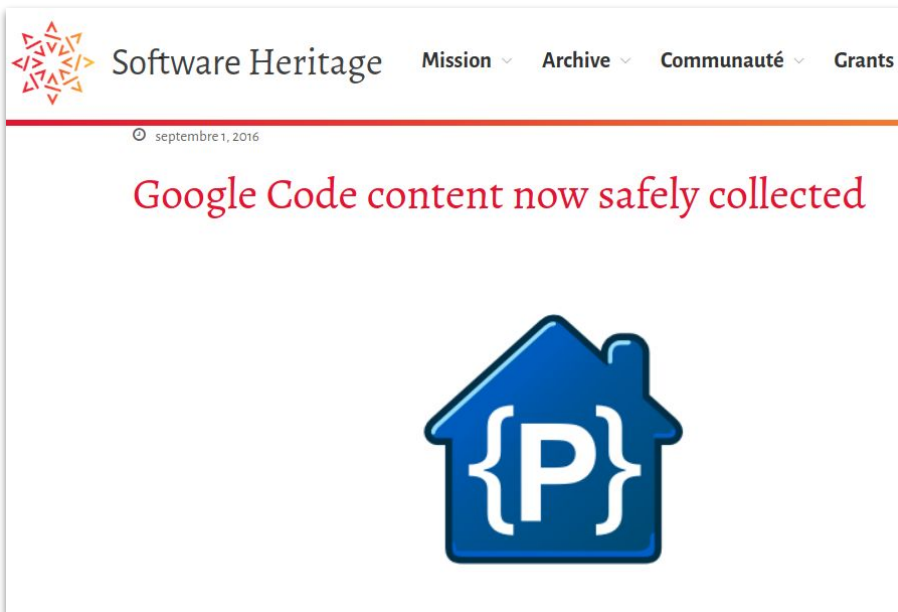 Software Heritage Mission Archive Communauté Grants
septembre 1, 2016
Google Code content now safely collected
{P}